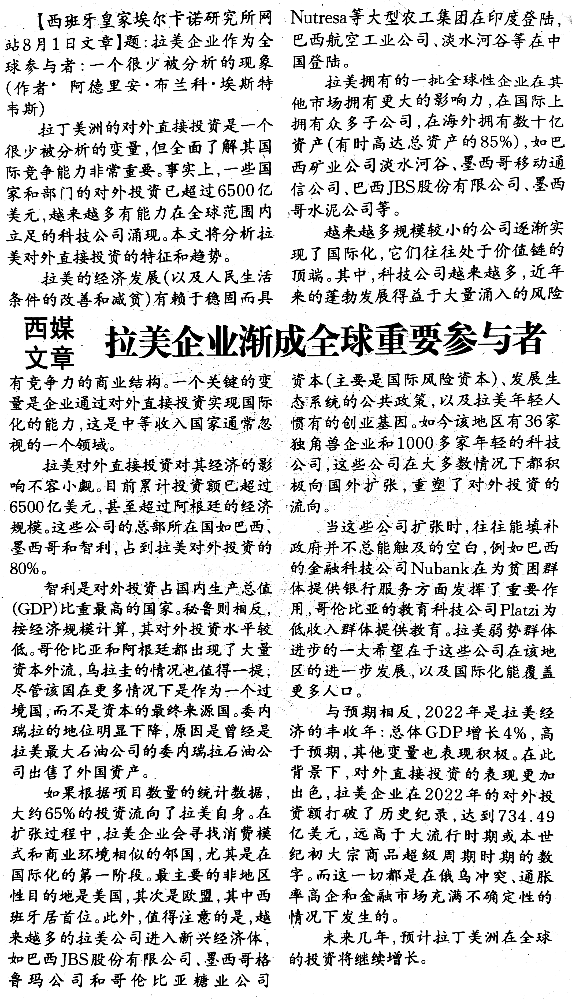 西媒
文章
拉美企业渐成全球重要参与者
【西班牙皇家埃尔卡诺研究所网
站8月1日文章】题：拉美企业作为全
球参与者：一个很少被分析的现象
（作者· 阿德里安·布兰科·埃斯特
韦斯）
拉丁美洲的对外直接投资是一个
很少被分析的变量，但全面了解其国
际竞争能力非常重要。事实上，一些国
家和部门的对外投资已超过6500亿
美元，越来越多有能力在全球范围内
立足的科技公司涌现。本文将分析拉
美对外直接投资的特征和趋势。
拉美的经济发展（以及人民生活
条件的改善和减贫）有赖于稳固而具
有竞争力的商业结构。一个关键的变
量是企业通过对外直接投资实现国际
化的能力，这是中等收入国家通常忽
视的一个领域。
拉美对外直接投资对其经济的影
响不容小觑。目前累计投资额已超过
6500亿美元，甚至超过阿根廷的经济
规模。这些公司的总部所在国如巴西、
墨西哥和智利，占到拉美对外投资的
80%。
智利是对外投资占国内生产总值
（GDP）比重最高的国家。秘鲁则相反，
按经济规模计算，其对外投资水平较
低。哥伦比亚和阿根廷都出现了大量
资本外流，乌拉圭的情况也值得一提，
尽管该国在更多情况下是作为一个过
境国，而不是资本的最终来源国。委内
瑞拉的地位明显下降，原因是曾经是
拉美最大石油公司的委内瑞拉石油公
司出售了外国资产。
如果根据项目数量的统计数据，
大约65%的投资流向了拉美自身。在
扩张过程中，拉美企业会寻找消费模
式和商业环境相似的邻国，尤其是在
国际化的第一阶段。最主要的非地区
性目的地是美国，其次是欧盟，其中西
班牙居首位。此外，值得注意的是，越
来越多的拉美公司进入新兴经济体，
如巴西JBS股份有限公司、墨西哥格
鲁玛公司和哥伦比亚糖业公司
Nutresa等大型农工集团在印度登陆，
巴西航空工业公司、淡水河谷等在中
国登陆。
拉美拥有的一批全球性企业在其
他市场拥有更大的影响力，在国际上
拥有众多子公司，在海外拥有数十亿
资产（有时高达总资产的85%），如巴
西矿业公司淡水河谷、墨西哥移动通
信公司、巴西JBS股份有限公司、墨西
哥水泥公司等。
越来越多规模较小的公司逐渐实
现了国际化，它们往往处于价值链的
顶端。其中，科技公司越来越多，近年
来的蓬勃发展得益于大量涌入的风险
资本（主要是国际风险资本）、发展生
态系统的公共政策，以及拉美年轻人
惯有的创业基因。如今该地区有36家
独角兽企业和1000多家年轻的科技
公司，这些公司在大多数情况下都积
极向国外扩张，重塑了对外投资的
流向。
当这些公司扩张时，往往能填补
政府并不总能触及的空白，例如巴西
的金融科技公司Nubank在为贫困群
体提供银行服务方面发挥了重要作
用，哥伦比亚的教育科技公司Platzi为
低收入群体提供教育。拉美弱势群体
进步的一大希望在于这些公司在该地
区的进一步发展，以及国际化能覆盖
更多人口。
与预期相反，2022年是拉美经
济的丰收年：总体GDP增长4%，高
于预期，其他变量也表现积极。在此
背景下，对外直接投资的表现更加
出色，拉美企业在2022年的对外投
资额打破了历史纪录，达到734.49
亿美元，远高于大流行时期或本世
纪初大宗商品超级周期时期的数
字。而这一切都是在俄乌冲突、通胀
率高企和金融市场充满不确定性的
情况下发生的。
未来几年，预计拉丁美洲在全球
的投资将继续增长。